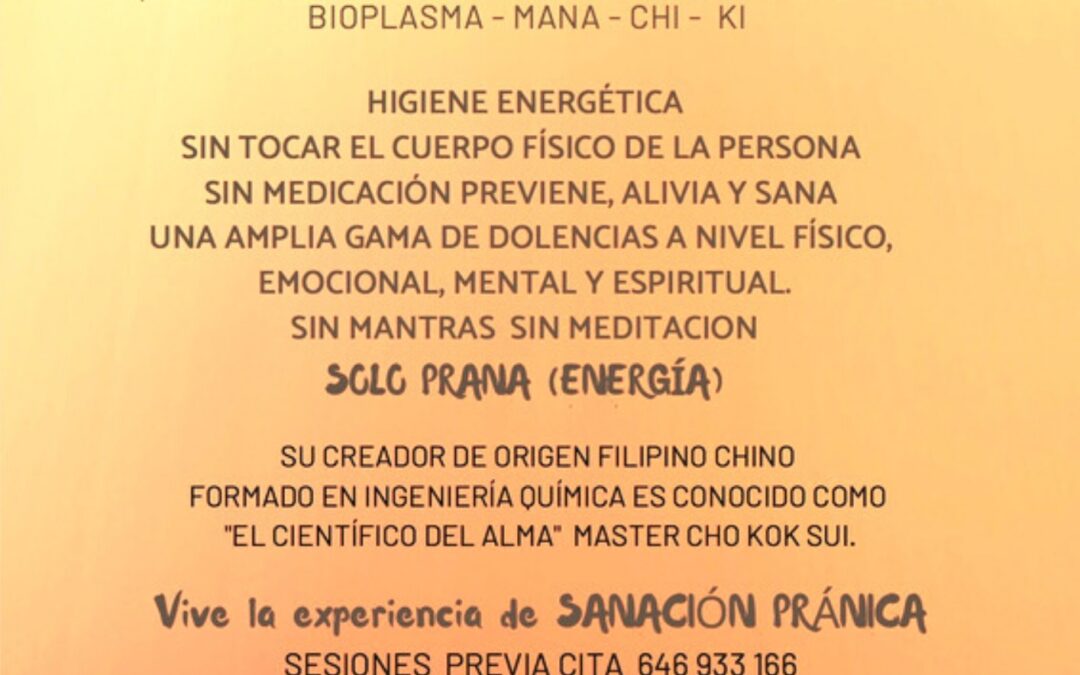 BIOPLASMA - MANA - CHI - KI
HIGIENE ENERGÉTICA
SIN TOCAR EL CUERPO FÍSICO DE LA PERSONA
SIN MEDICACIÓN PREVIENE, ALIVIA Y SANA
UNA AMPLIA GAMA DE DOLENCIAS A NIVEL FÍSICO,
EMOCIONAL, MENTAL Y ESPIRITUAL.
SIN MANTRAS SIN MEDITACION
SOLO PRANA (ENERGÍA)
SU CREADOR DE ORIGEN FILIPINO CHINO
FORMADO EN INGENIERÍA QUÍMICA ES CONOCIDO COMO
"EL CIENTÍFICO DEL ALMA" MASTER CHO KOK SUI.
Vive la experiencia de SANACIÓN PRÁNICA
SESIONES PREVIA CITA 646 933 166